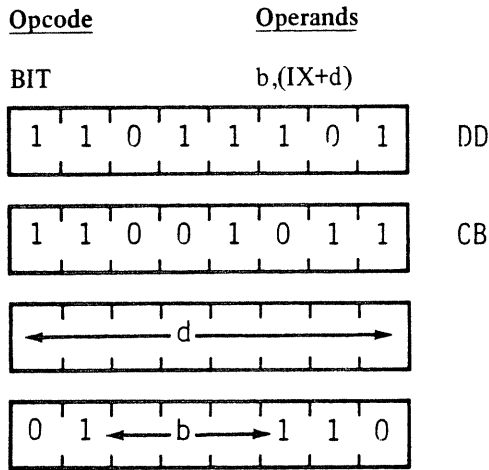 Opcode Operands
BIT b,(IX+d)
1 1 0 1 1 1 0 1 DD
1 1 0 0 1 0 1 1 CB
d
0 1 b 1 1 0